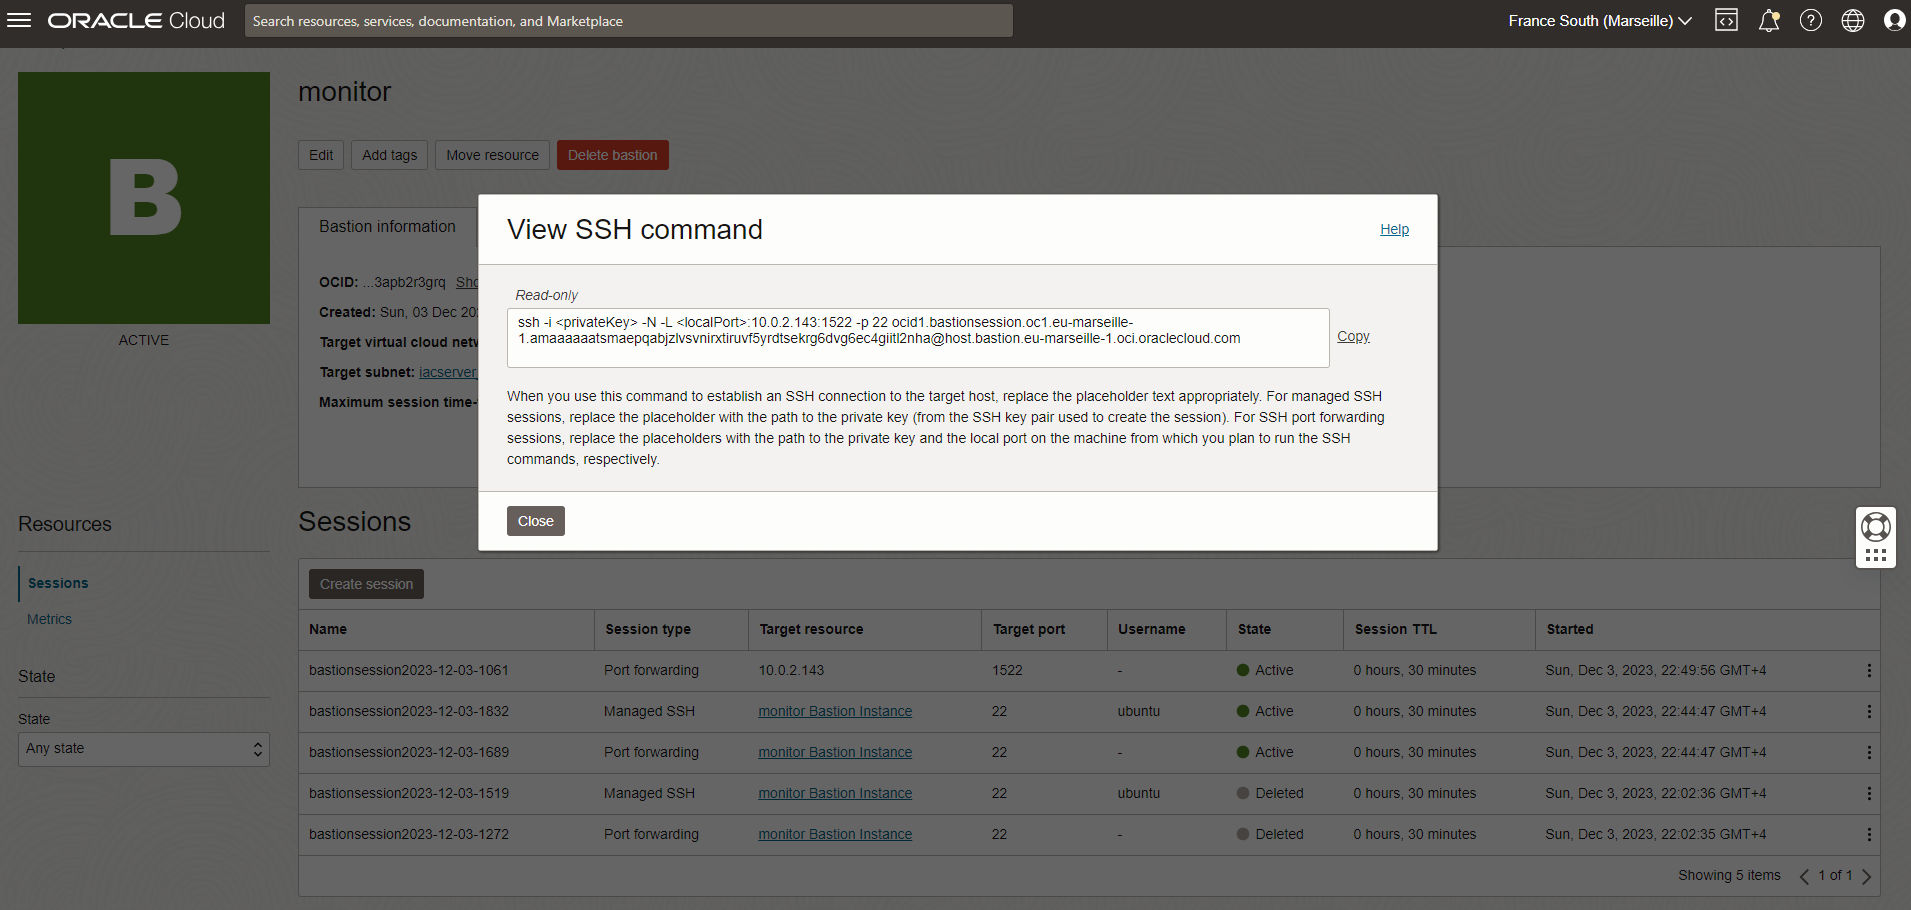 ORACLE Cloud
Search resources, services, documentation, and Marketplace
France South (Marseille)
B
ACTIVE
monitor
Edit
Add tags
Move resource
Delete bastion
Bastion information
OCID: ...3apb2r3grq Sho
Created: Sun, 03 Dec 20
Target virtual cloud netw
Target subnet: iacserver_
Maximum session time-
View SSH command
Help
Read-only
ssh -i <privateKey> -N -L <localPort>:10.0.2.143:1522 -p 22 ocid1.bastionsession.oc1.eu-marseille-
1.amaaaaaatsmaepqabjzlvsvnirxtiruvf5yrdtsekrg6dvg6ec4giitl2nha@host.bastion.eu-marseille-1.oci.oraclecloud.com
Copy
When you use this command to establish an SSH connection to the target host, replace the placeholder text appropriately. For managed SSH
sessions, replace the placeholder with the path to the private key (from the SSH key pair used to create the session). For SSH port forwarding
sessions, replace the placeholders with the path to the private key and the local port on the machine from which you plan to run the SSH
commands, respectively.
Close
Resources
Sessions
Metrics
State
State
Any state
Sessions
Create session
Name Session type Target resource Target port Username State Session TTL Started
bastionsession2023-12-03-1061 Port forwarding 10.0.2.143 1522 - Active 0 hours, 30 minutes Sun, Dec 3, 2023, 22:49:56 GMT+4
bastionsession2023-12-03-1832 Managed SSH monitor Bastion Instance 22 ubuntu Active 0 hours, 30 minutes Sun, Dec 3, 2023, 22:44:47 GMT+4
bastionsession2023-12-03-1689 Port forwarding monitor Bastion Instance 22 - Active 0 hours, 30 minutes Sun, Dec 3, 2023, 22:44:47 GMT+4
bastionsession2023-12-03-1519 Managed SSH monitor Bastion Instance 22 ubuntu Deleted 0 hours, 30 minutes Sun, Dec 3, 2023, 22:02:36 GMT+4
bastionsession2023-12-03-1272 Port forwarding monitor Bastion Instance 22 - Deleted 0 hours, 30 minutes Sun, Dec 3, 2023, 22:02:35 GMT+4
Showing 5 items 1 of 1